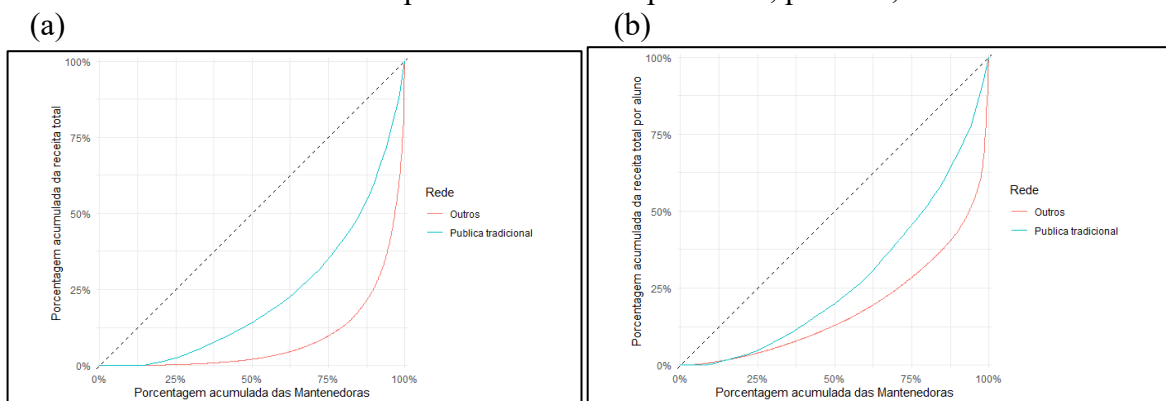 (a)
(b)
100%
75%
50%
25%
0%
0%
25%
50%
75%
100%
Porcentagem acumulada da receita total
Porcentagem acumulada das Mantenedoras
Rede
Outros
Publica tradicional
100%
75%
50%
25%
0%
0%
25%
50%
75%
100%
Porcentagem acumulada da receita total por aluno
Porcentagem acumulada das Mantenedoras
Rede
Outros
Publica tradicional